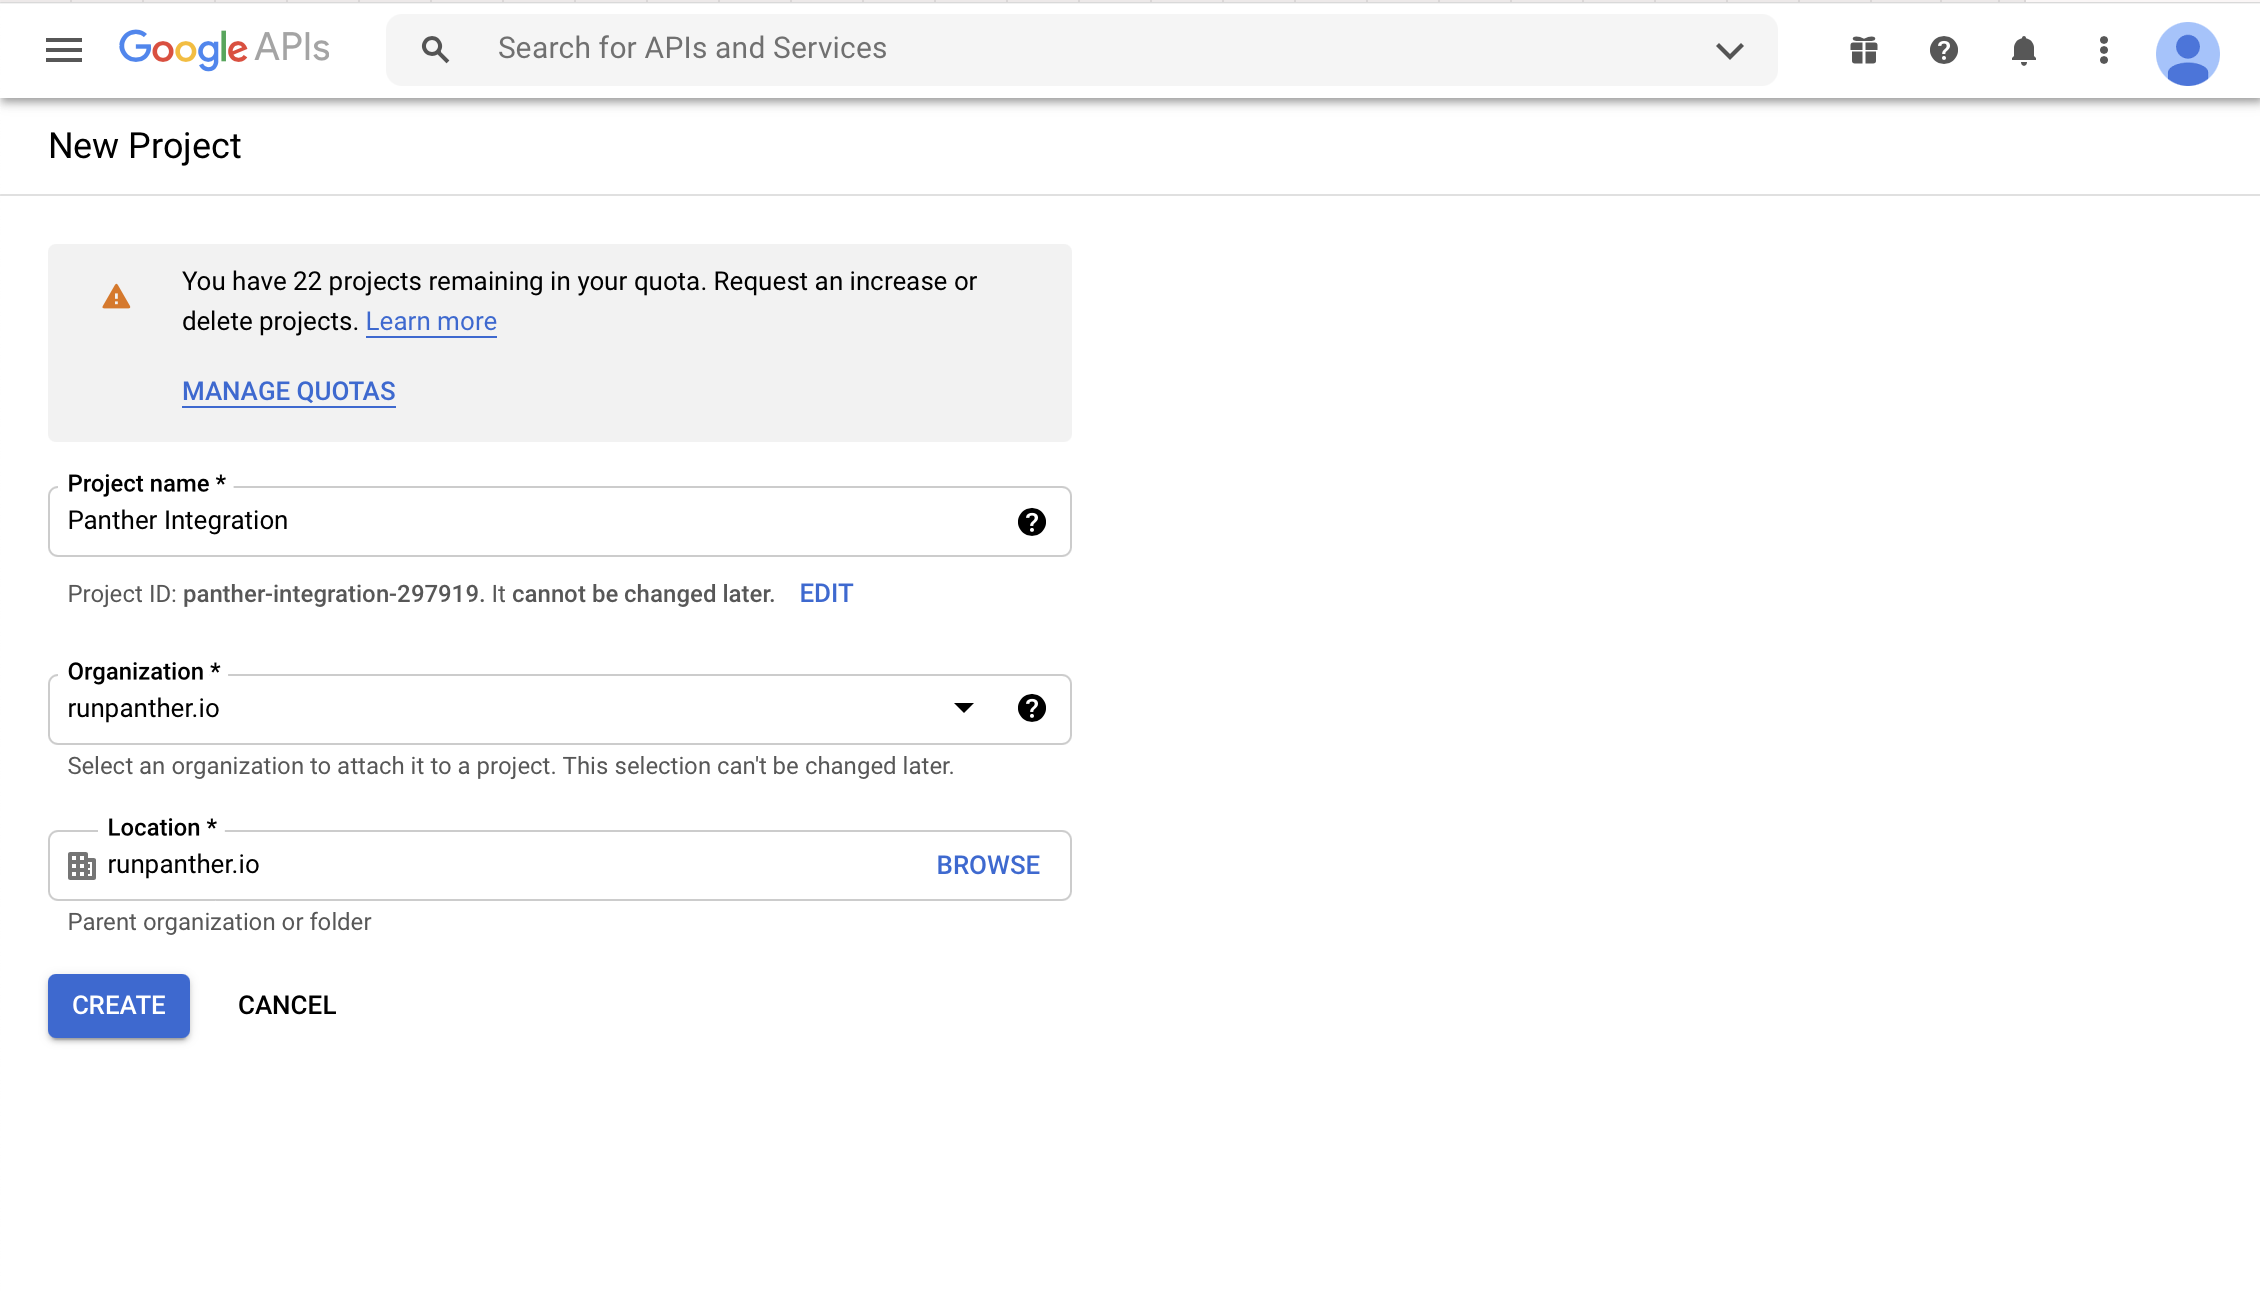 Google APIs
Search for APIs and Services
New Project
You have 22 projects remaining in your quota. Request an increase or
delete projects. Learn more
MANAGE QUOTAS
Project name *
Panther Integration
Project ID: panther-integration-297919. It cannot be changed later. EDIT
Organization *
runpanther.io
Select an organization to attach it to a project. This selection can't be changed later.
Location *
runpanther.io BROWSE
Parent organization or folder
CREATE CANCEL